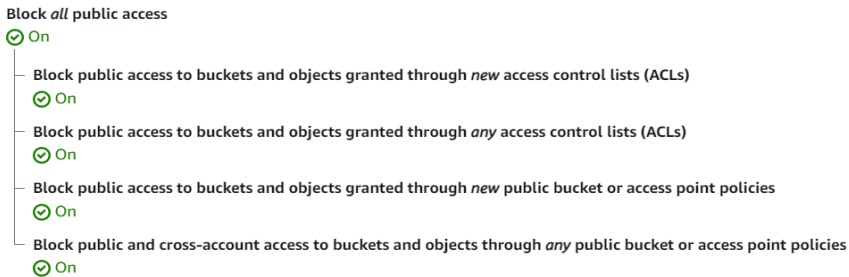 Block all public access
On
Block public access to buckets and objects granted through new access control lists (ACLs)
On
Block public access to buckets and objects granted through any access control lists (ACLs)
On
Block public access to buckets and objects granted through new public bucket or access point policies
On
Block public and cross-account access to buckets and objects through any public bucket or access point policies
On